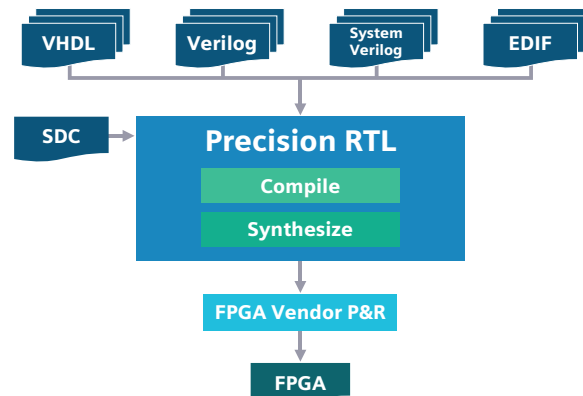 VHDL
Verilog
System
Verilog
EDIF
SDC
Precision RTL
Compile
Synthesize
FPGA Vendor P&R
FPGA